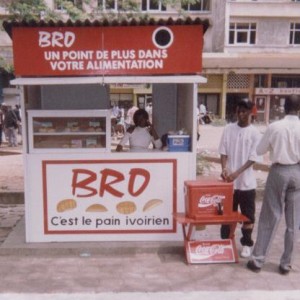 BRO
UN POINT DE PLUS DANS
VOTRE ALIMENTATION
BRO
C'est le pain ivoirien
Coca-Cola
Coca-Cola